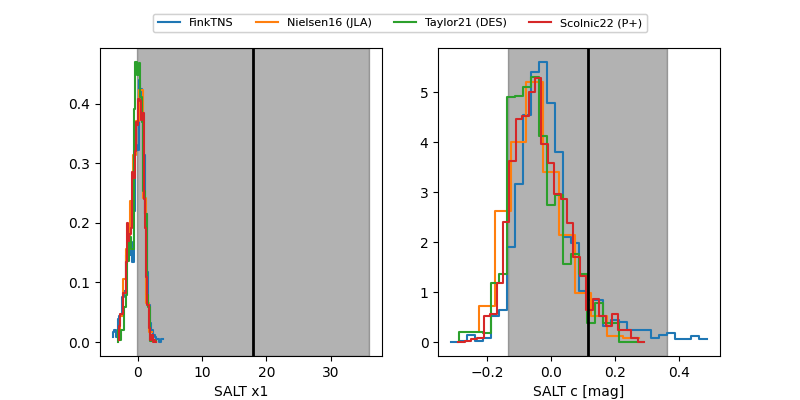 FinkTNS Nielsen16 (JLA) Taylor21 (DES) Scolnic22 (P+)
0.4
0.3
0.2
0.1
0.0
0 10 20 30
SALT x1
5
4
3
2
1
0
−0.2 0.0 0.2 0.4
SALT c [mag]